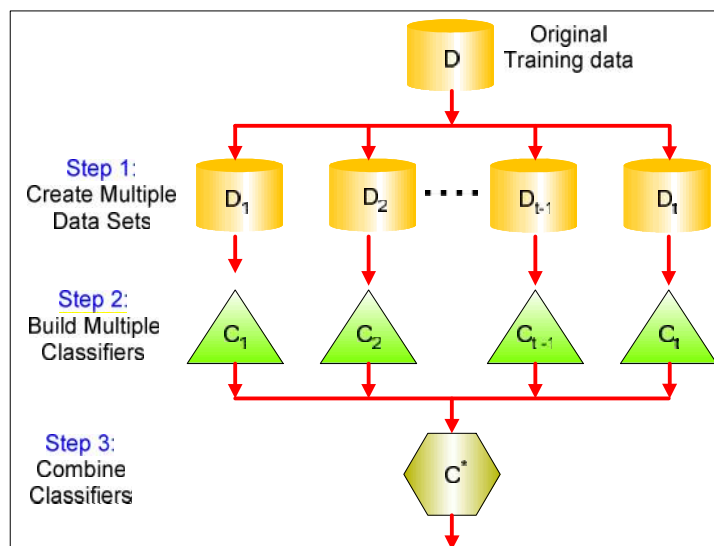 D
Original
Training data
Step 1:
Create Multiple
Data Sets
D1
D2
....
Dt-1
Dt
Step 2:
Build Multiple
Classifiers
C1
C2
Ct-1
Ct
Step 3:
Combine
Classifiers
C*